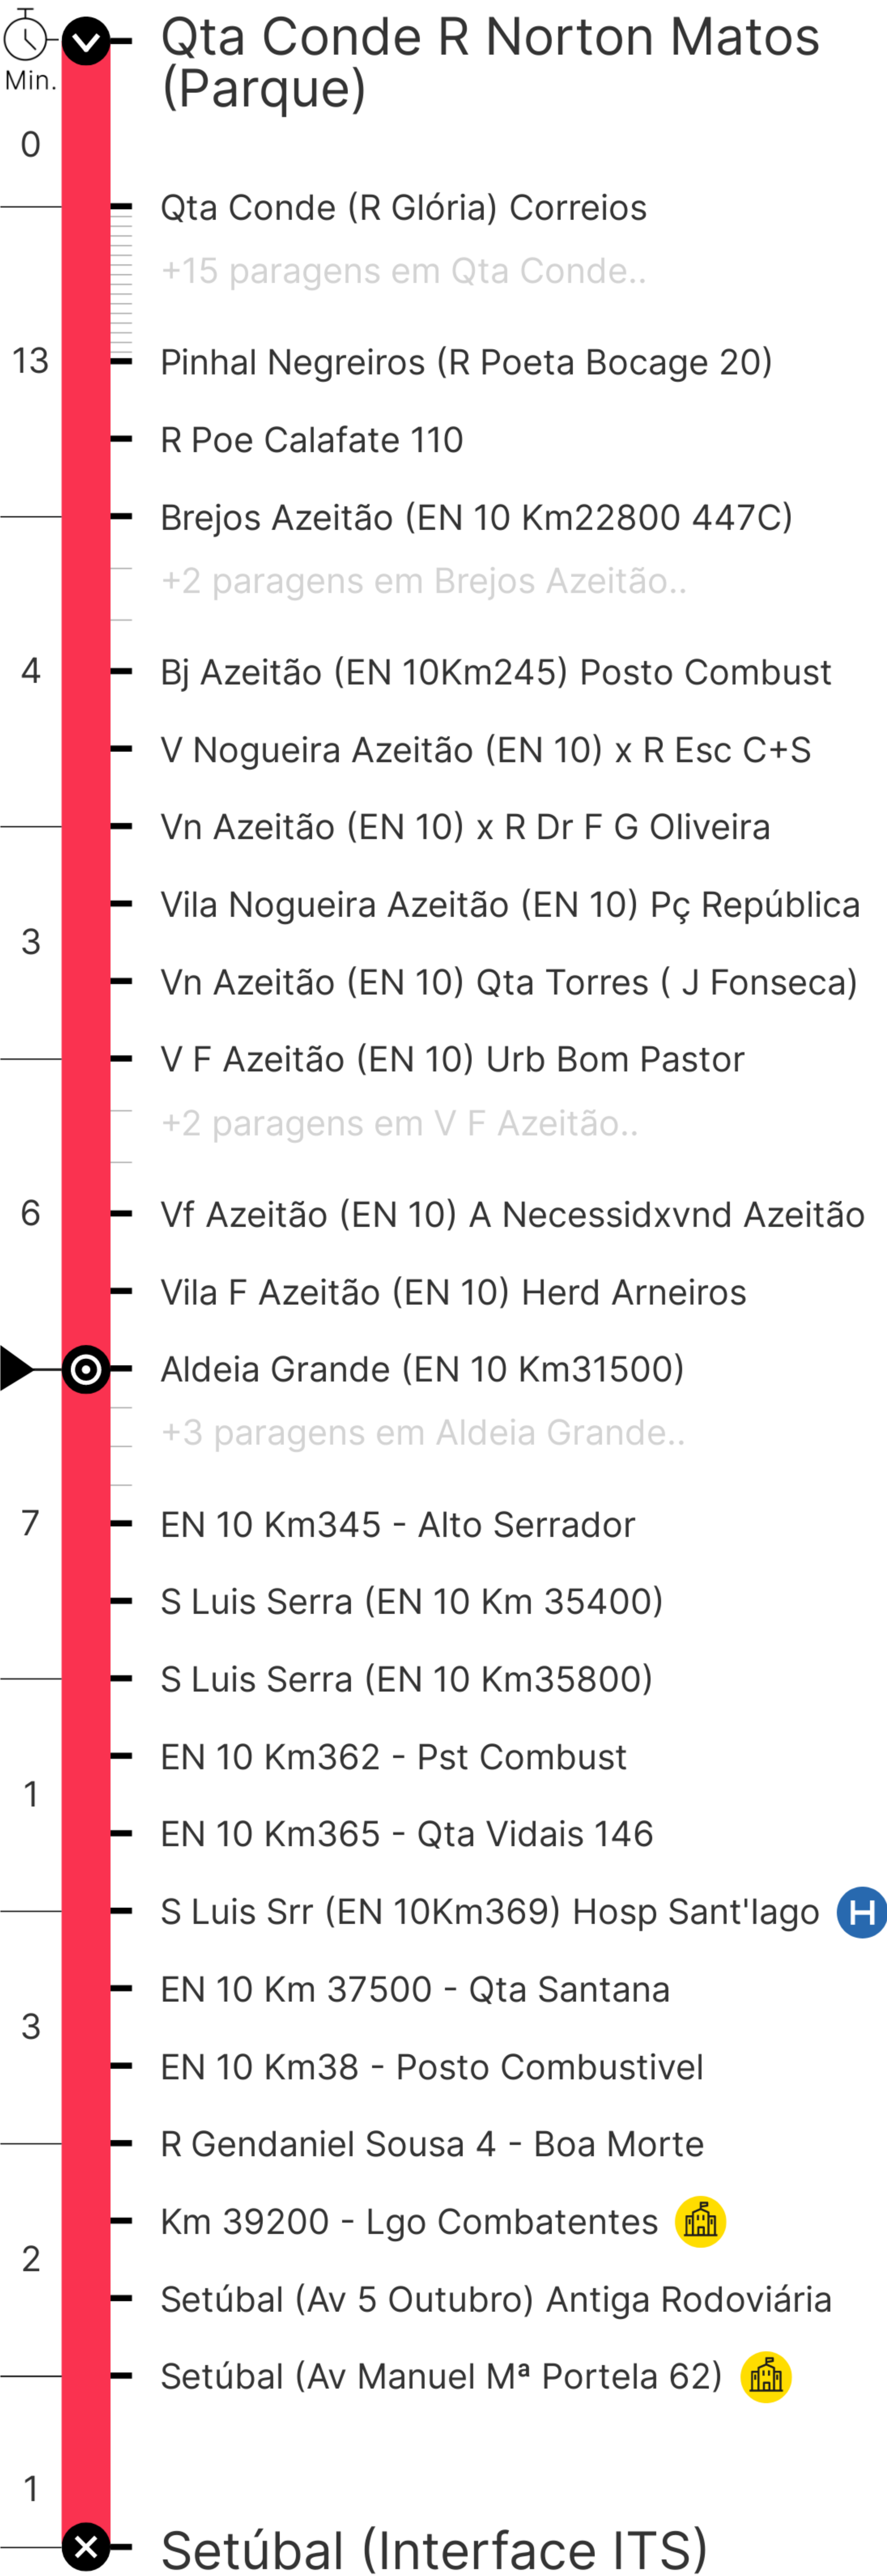 Qta Conde R Norton Matos
(Parque)
Min.
0
Qta Conde (R Glória) Correios
+15 paragens em Qta Conde..
13
Pinhal Negreiros (R Poeta Bocage 20)
R Poe Calafate 110
Brejos Azeitão (EN 10 Km22800 447C)
+2 paragens em Brejos Azeitão..
4
Bj Azeitão (EN 10Km245) Posto Combust
V Nogueira Azeitão (EN 10) x R Esc C+S
Vn Azeitão (EN 10) x R Dr F G Oliveira
Vila Nogueira Azeitão (EN 10) Pç República
3
Vn Azeitão (EN 10) Qta Torres ( J Fonseca)
V F Azeitão (EN 10) Urb Bom Pastor
+2 paragens em V F Azeitão..
6
Vf Azeitão (EN 10) A Necessidxvnd Azeitão
Vila F Azeitão (EN 10) Herd Arneiros
Aldeia Grande (EN 10 Km31500)
+3 paragens em Aldeia Grande..
7
EN 10 Km345 - Alto Serrador
S Luis Serra (EN 10 Km 35400)
S Luis Serra (EN 10 Km35800)
EN 10 Km362 - Pst Combust
1
EN 10 Km365 - Qta Vidais 146
S Luis Srr (EN 10Km369) Hosp Sant'Iago H
EN 10 Km 37500 - Qta Santana
3
EN 10 Km38 - Posto Combustivel
R Gendaniel Sousa 4 - Boa Morte
Km 39200 - Lgo Combatentes
2
Setúbal (Av 5 Outubro) Antiga Rodoviária
Setúbal (Av Manuel Mª Portela 62)
1
Setúbal (Interface ITS)